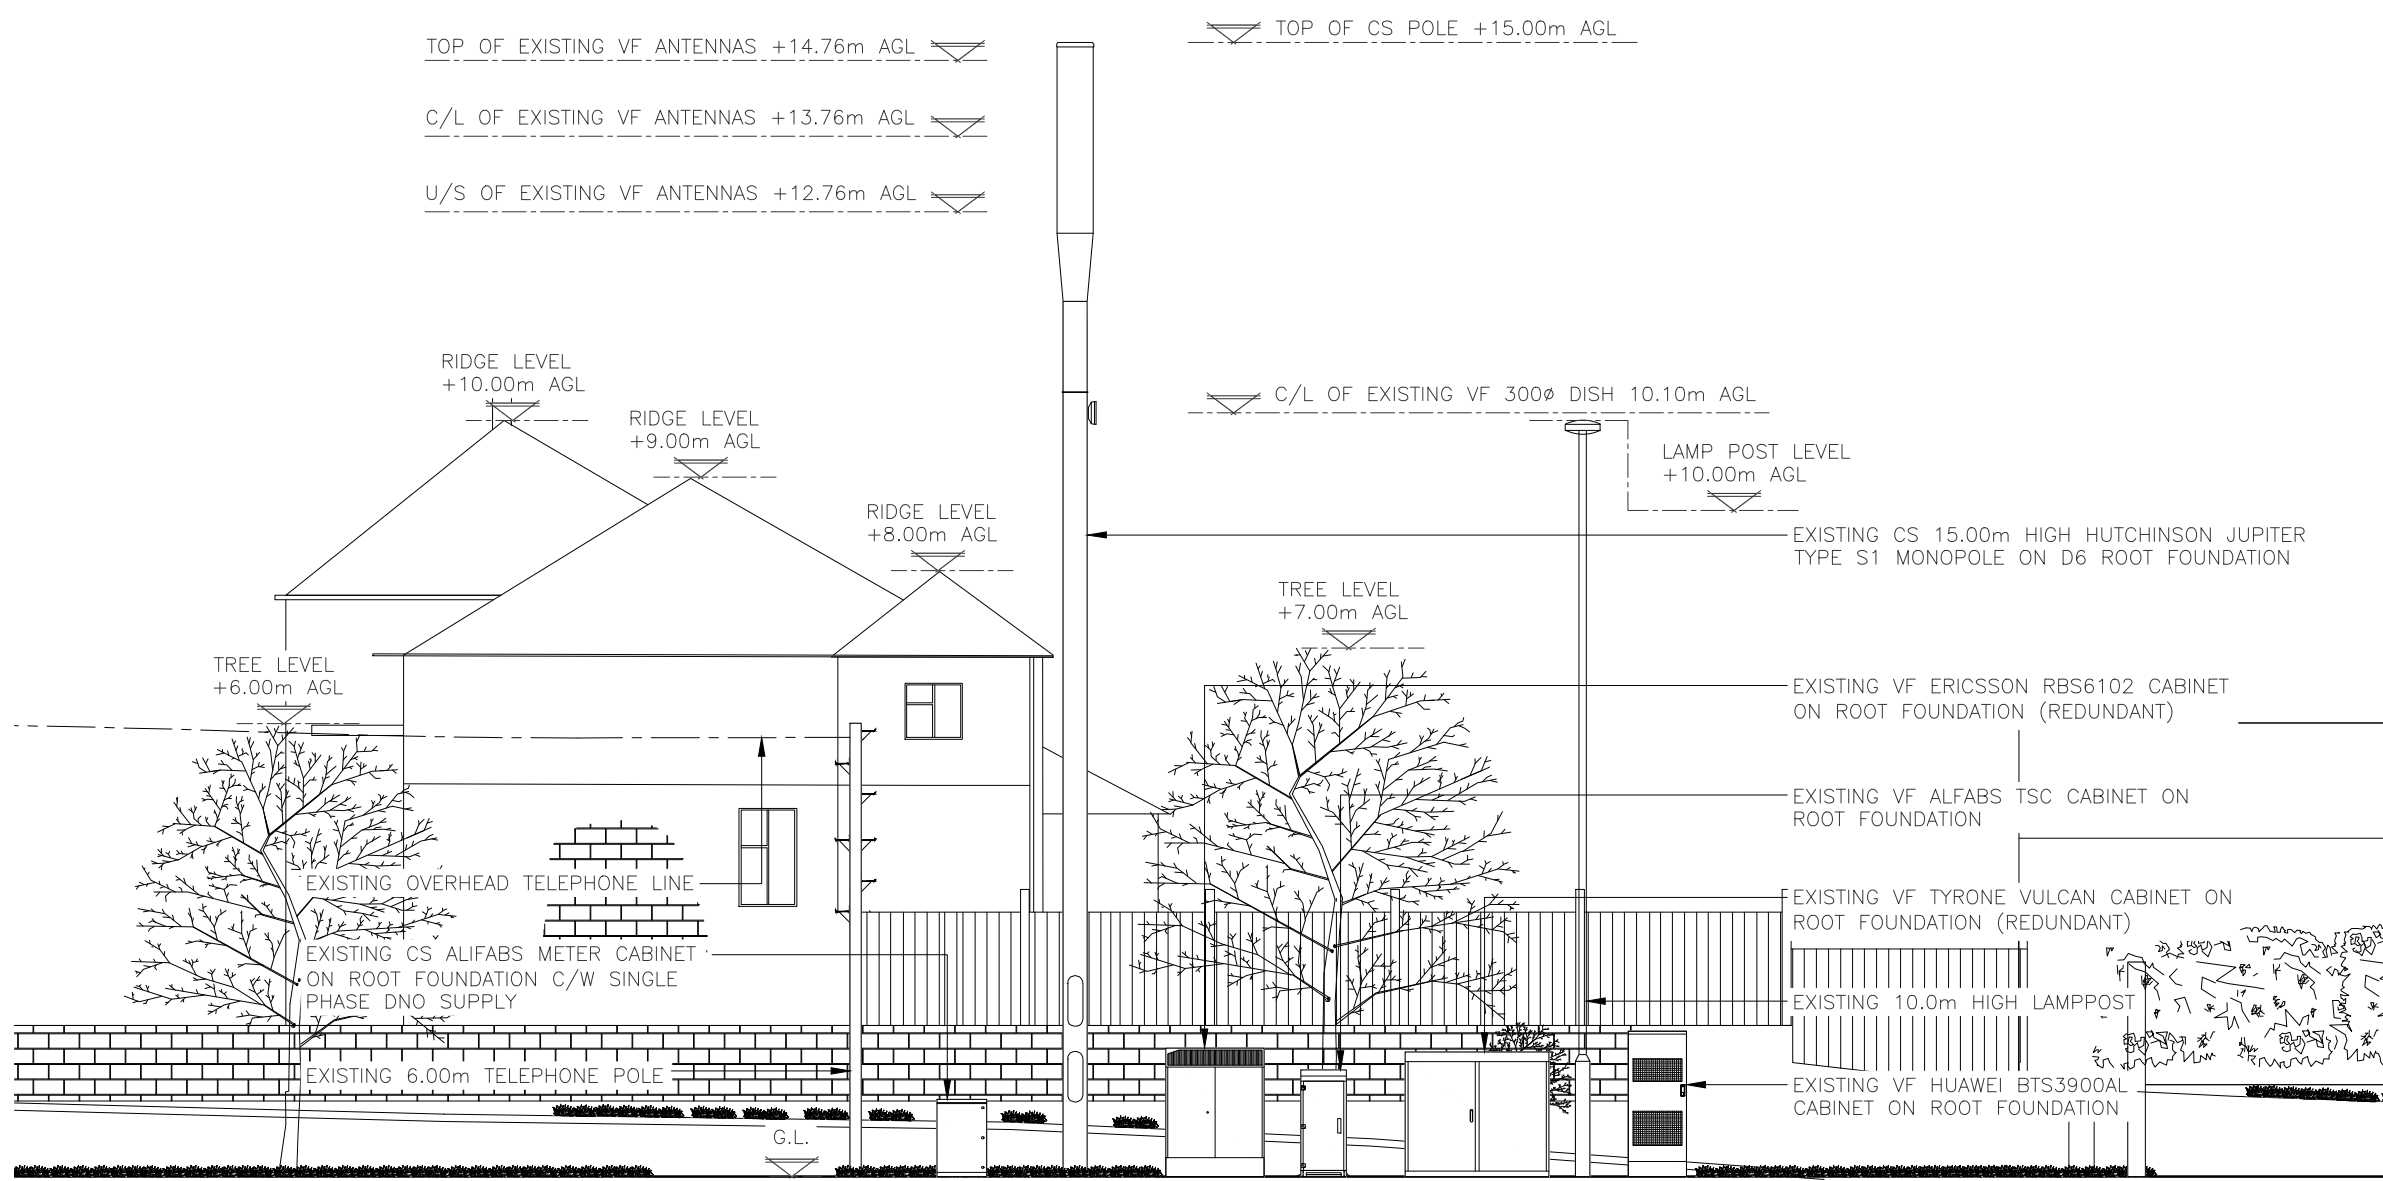 TOP OF EXISTING VF ANTENNAS +14.76m AGL
TOP OF CS POLE +15.00m AGL
C/L OF EXISTING VF ANTENNAS +13.76m AGL
U/S OF EXISTING VF ANTENNAS +12.76m AGL
RIDGE LEVEL
+10.00m AGL
RIDGE LEVEL
+9.00m AGL
RIDGE LEVEL
+8.00m AGL
C/L OF EXISTING VF 300ø DISH 10.10m AGL
LAMP POST LEVEL
+10.00m AGL
EXISTING CS 15.00m HIGH HUTCHINSON JUPITER
TYPE S1 MONOPOLE ON D6 ROOT FOUNDATION
TREE LEVEL
+7.00m AGL
TREE LEVEL
+6.00m AGL
EXISTING VF ERICSSON RBS6102 CABINET
ON ROOT FOUNDATION (REDUNDANT)
EXISTING VF ALFABS TSC CABINET ON
ROOT FOUNDATION
EXISTING OVERHEAD TELEPHONE LINE
EXISTING VF TYRONE VULCAN CABINET ON
ROOT FOUNDATION (REDUNDANT)
EXISTING CS ALIFABS METER CABINET
ON ROOT FOUNDATION C/W SINGLE
PHASE DNO SUPPLY
EXISTING 10.0m HIGH LAMPPOST
EXISTING 6.00m TELEPHONE POLE
EXISTING VF HUAWEI BTS3900AL
CABINET ON ROOT FOUNDATION
G.L.